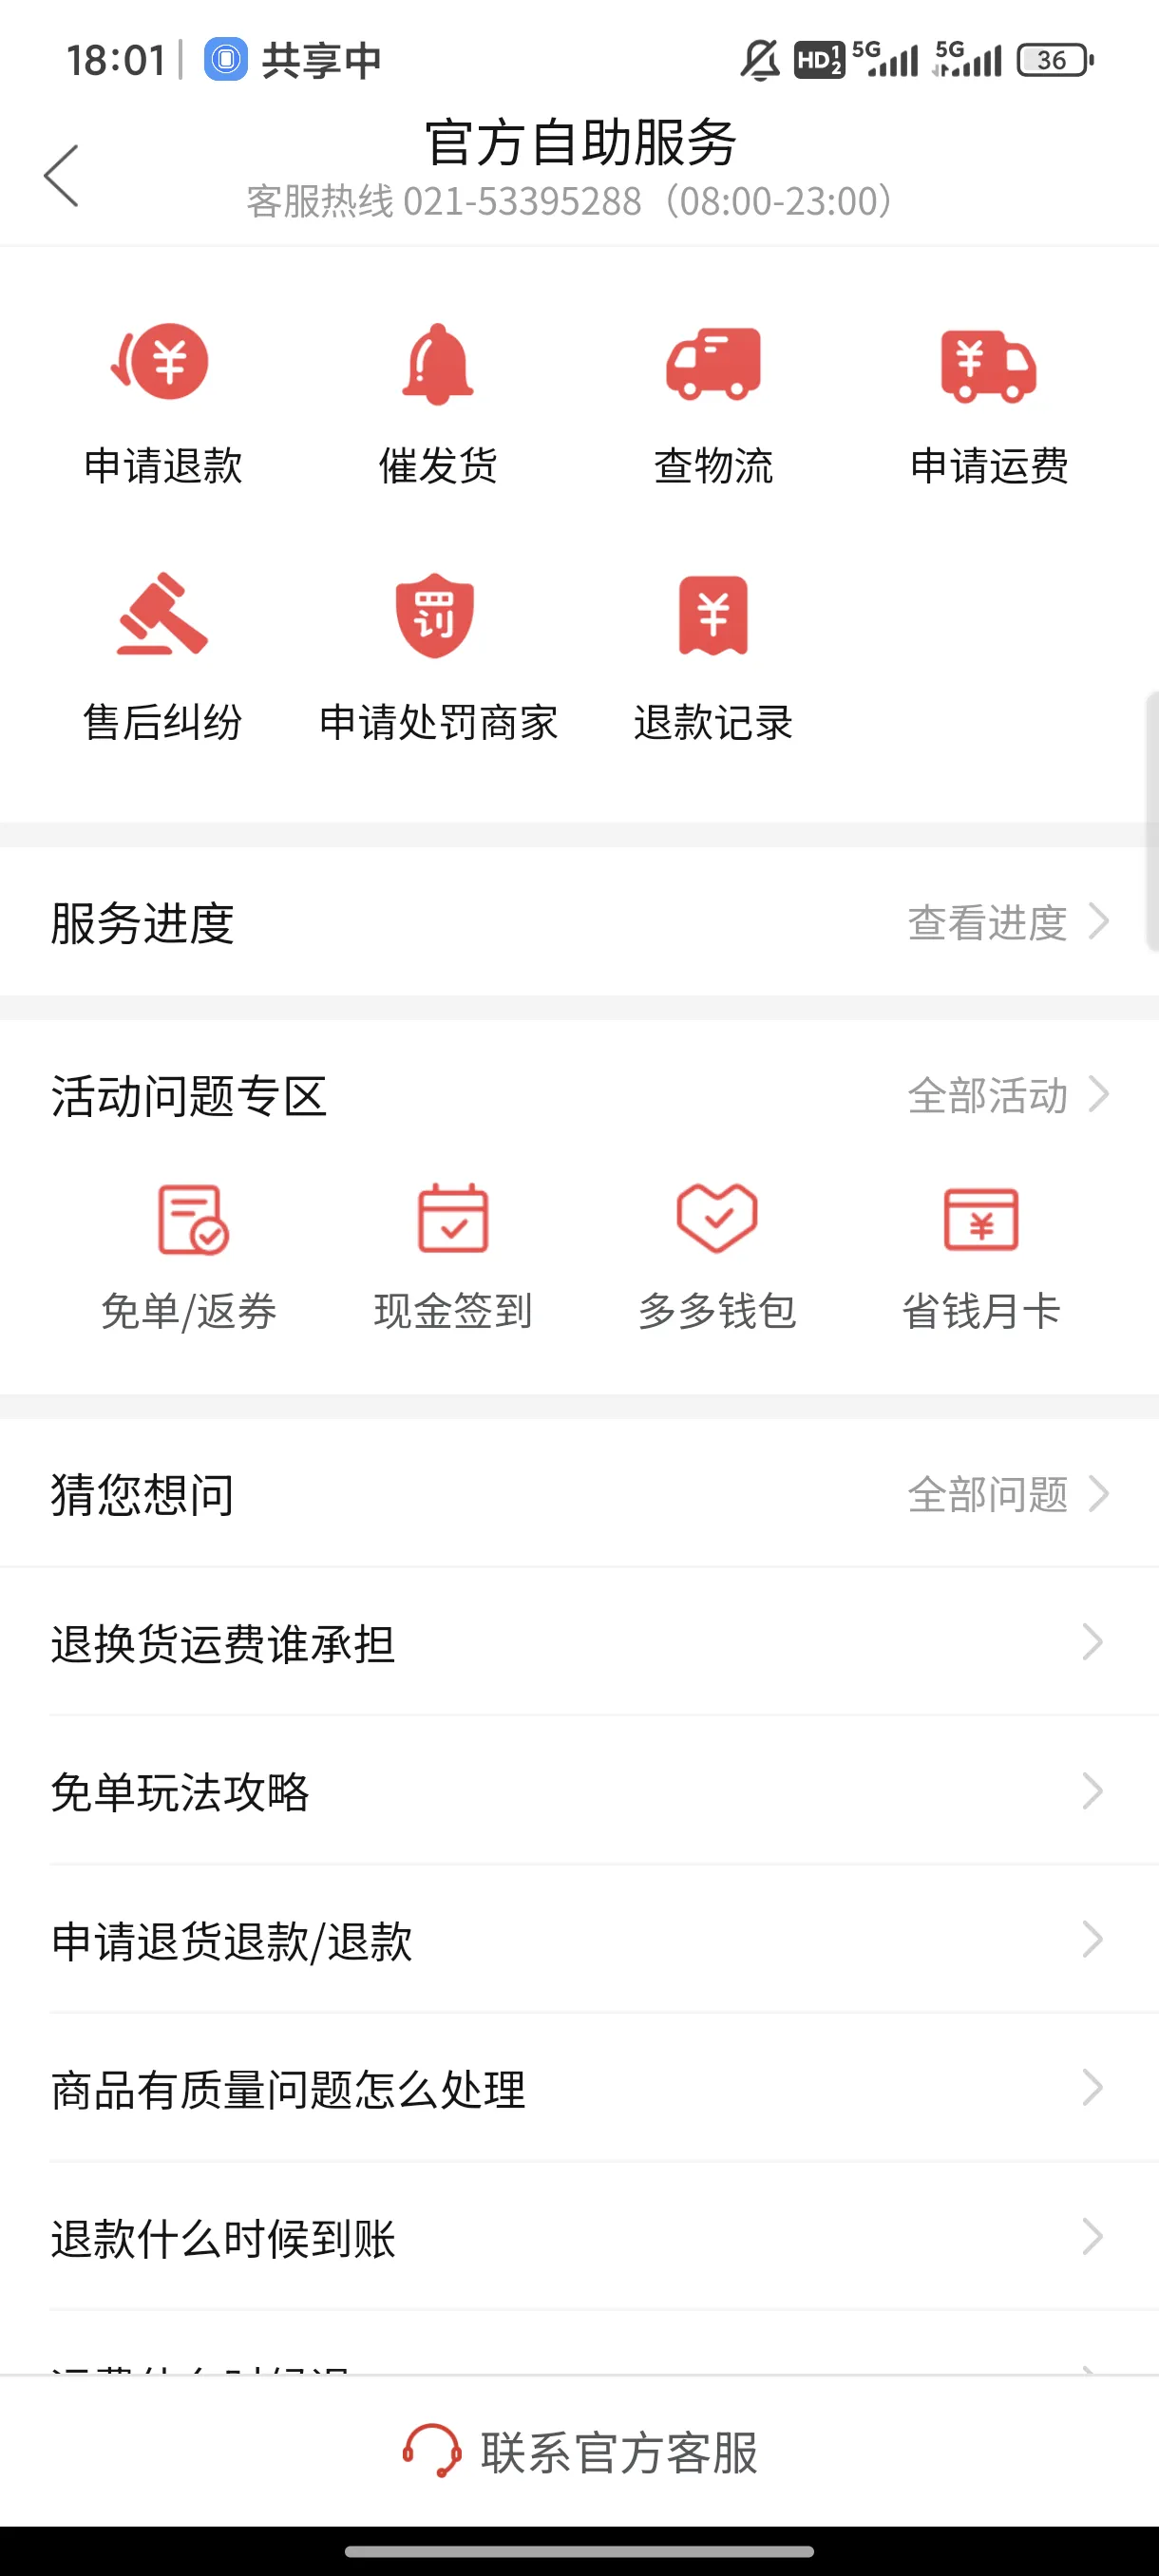 18:01 共享中 HD 1 2 5G 5G 36
官方自助服务
客服热线 021-53395288（08:00-23:00）
申请退款 催发货 查物流 申请运费
罚
售后纠纷 申请处罚商家 退款记录
服务进度 查看进度
活动问题专区 全部活动
免单/返券 现金签到 多多钱包 省钱月卡
猜您想问 全部问题
退换货运费谁承担
免单玩法攻略
申请退货退款/退款
商品有质量问题怎么处理
退款什么时候到账
联系官方客服